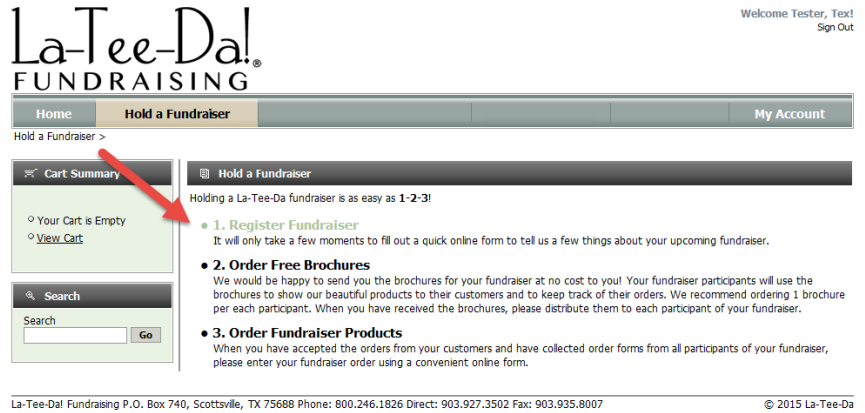 La-Tee-Da!®
FUNDRAISING
Welcome Tester, Tex!
Sign Out
Home Hold a Fundraiser My Account
Hold a Fundraiser >
Cart Summary
Your Cart is Empty
View Cart
Search
Search
Go
Hold a Fundraiser
Holding a La-Tee-Da fundraiser is as easy as 1-2-3!
• 1. Register Fundraiser
It will only take a few moments to fill out a quick online form to tell us a few things about your upcoming fundraiser.
• 2. Order Free Brochures
We would be happy to send you the brochures for your fundraiser at no cost to you! Your fundraiser participants will use the
brochures to show our beautiful products to their customers and to keep track of their orders. We recommend ordering 1 brochure
per each participant. When you have received the brochures, please distribute them to each participant of your fundraiser.
• 3. Order Fundraiser Products
When you have accepted the orders from your customers and have collected order forms from all participants of your fundraiser,
please enter your fundraiser order using a convenient online form.
La-Tee-Da! Fundraising P.O. Box 740, Scottsville, TX 75688 Phone: 800.246.1826 Direct: 903.927.3502 Fax: 903.935.8007 © 2015 La-Tee-Da